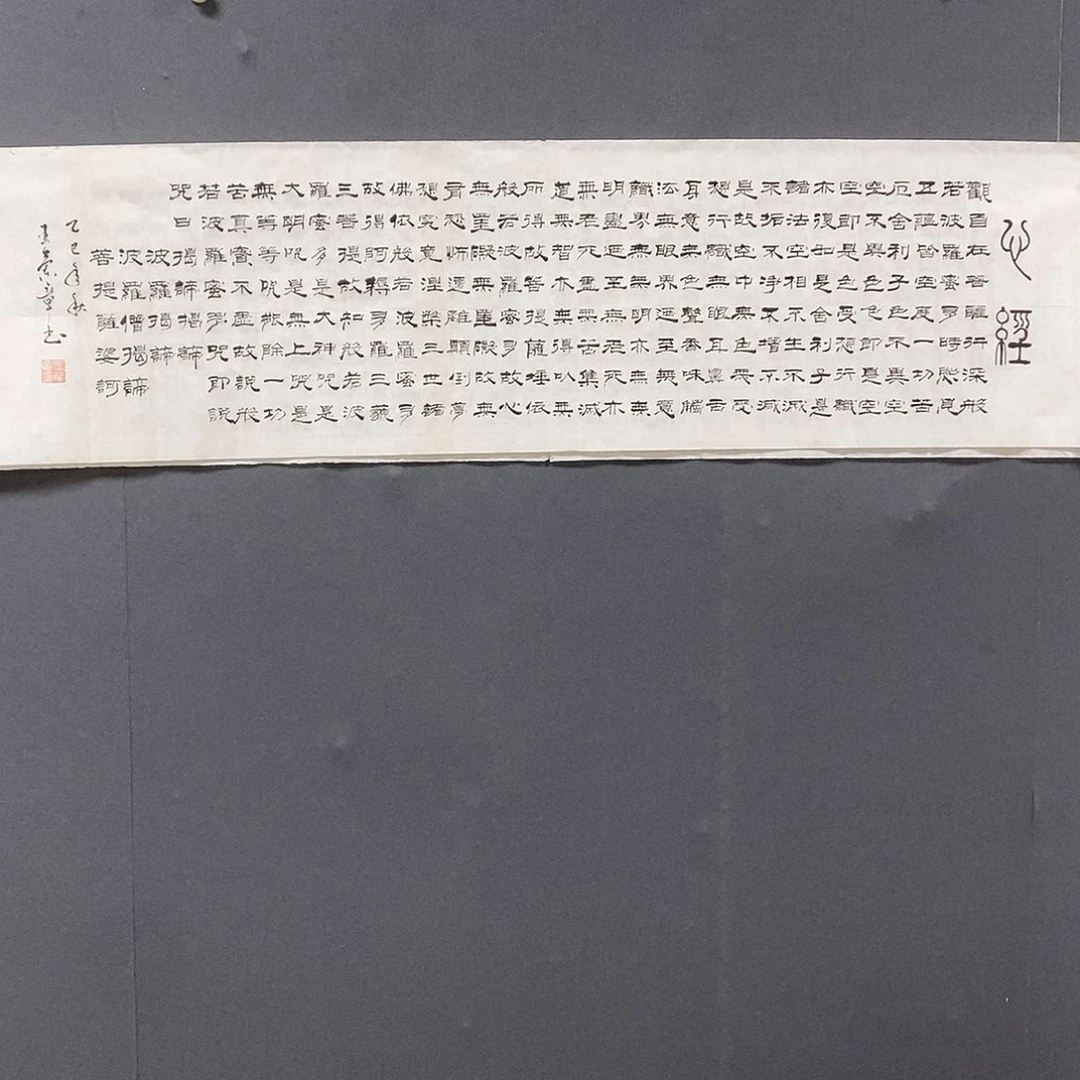 心經
觀自在菩薩行深般
若波羅蜜多時照見
五蘊皆空度一切苦
厄舍利子色不異空
空不異色色即是空
空即是色受想行識
亦復如是舍利子是
諸法空相不生不滅
不垢不淨不增不減
是故空中無色無受
想行識無眼耳鼻舌
身意無色聲香味觸
法無眼界迺至無意
識界無無明亦無無
明盡迺至無老死亦
無老死盡無苦集滅
道無智亦無得以無
所得故菩提薩埵依
般若波羅蜜多故心
無罣礙無罣礙故無
有恐怖遠離顛倒夢
想究竟涅槃三世諸
佛依般若波羅蜜多
故得阿耨多羅三藐
三菩提故知般若波
羅蜜多是大神咒是
大明咒是無上咒是
無等等咒能除一切
苦真實不虛故說般
若波羅蜜多咒即說
咒曰
揭諦揭諦
波羅揭諦
波羅僧揭諦
菩提薩婆訶
乙巳年秋
书